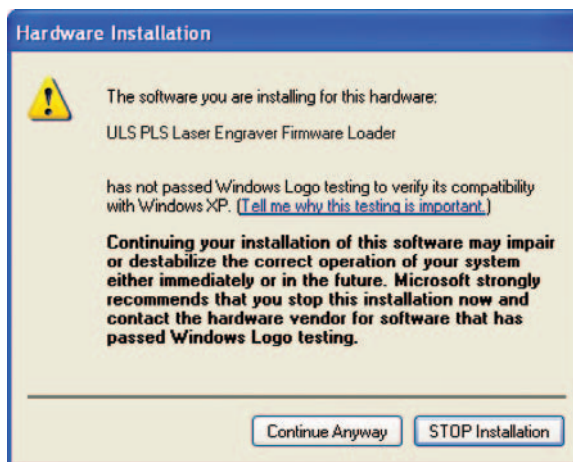 Hardware Installation
The software you are installing for this hardware:
ULS PLS Laser Engraver Firmware Loader
has not passed Windows Logo testing to verify its compatibility
with Windows XP. (Tell me why this testing is important.)
Continuing your installation of this software may impair
or destabilize the correct operation of your system
either immediately or in the future. Microsoft strongly
recommends that you stop this installation now and
contact the hardware vendor for software that has
passed Windows Logo testing.
Continue Anyway
STOP Installation